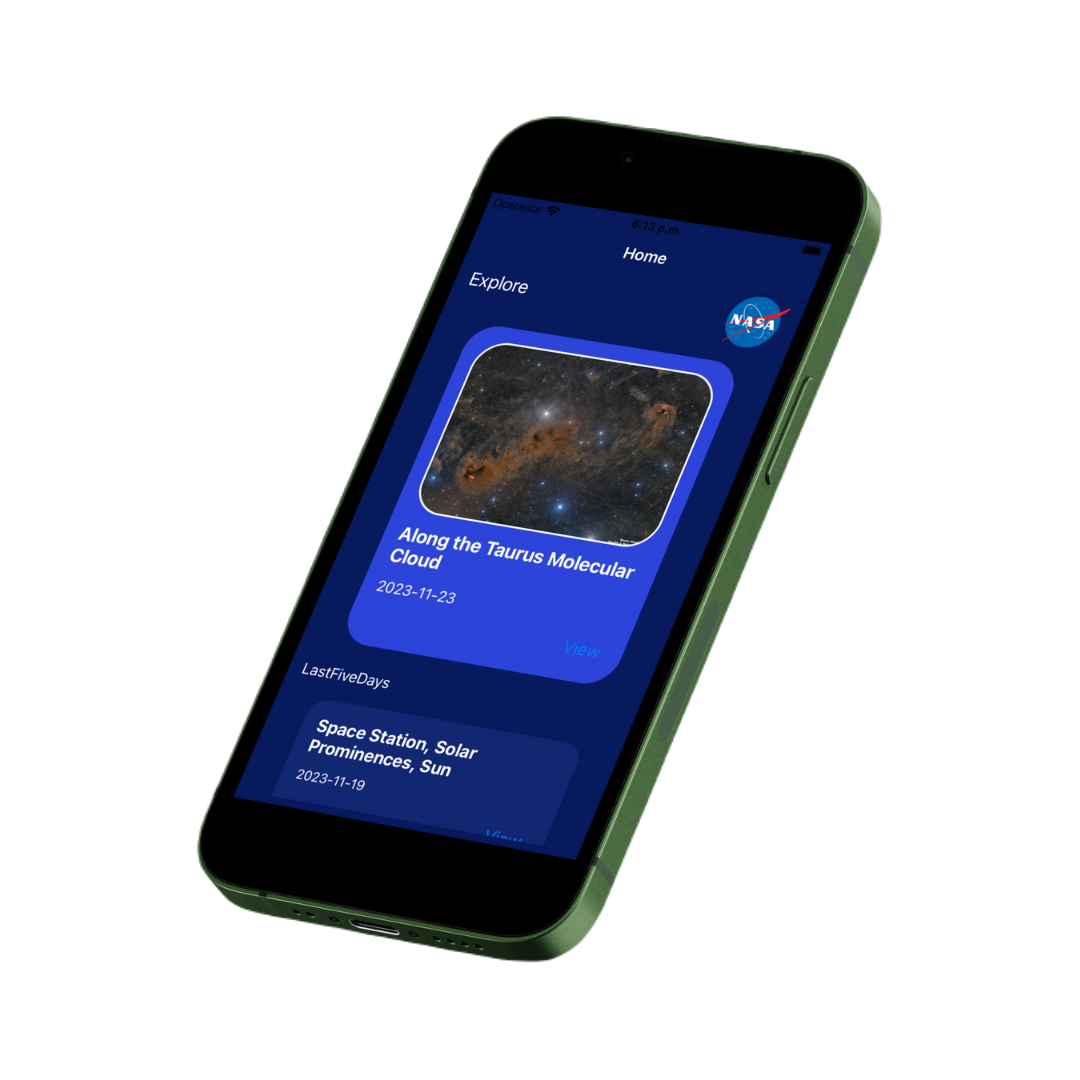 Operador
6:13 p.m.
Home
Explore
NASA
Along the Taurus Molecular
Cloud
2023-11-23
View
LastFiveDays
Space Station, Solar
Prominences, Sun
2023-11-19
View